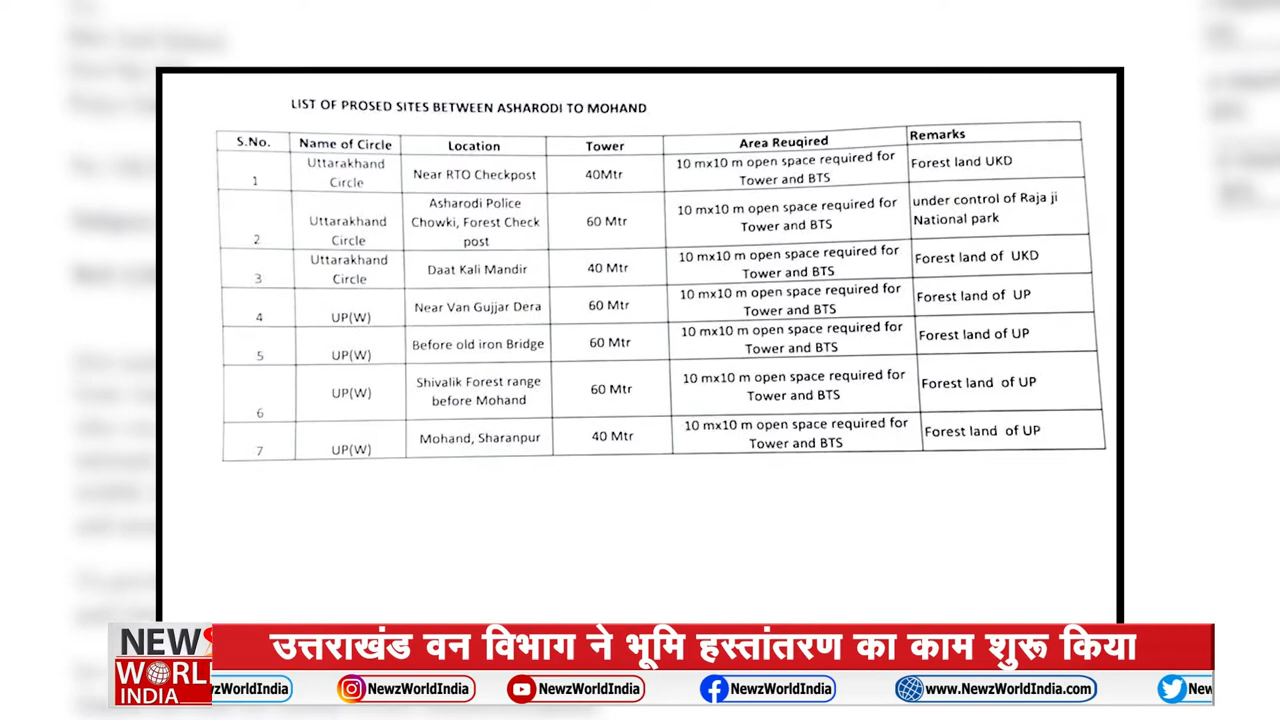 LIST OF PROSED SITES BETWEEN ASHARODI TO MOHAND
S.No. Name of Circle Location Tower Area Reuqired Remarks
1 Uttarakhand Circle Near RTO Checkpost 40Mtr 10 mx10 m open space required for Tower and BTS Forest land UKD
2 Uttarakhand Circle Asharodi Police Chowki, Forest Check post 60 Mtr 10 mx10 m open space required for Tower and BTS under control of Raja ji National park
3 Uttarakhand Circle Daat Kali Mandir 40 Mtr 10 mx10 m open space required for Tower and BTS Forest land of UKD
4 UP(W) Near Van Gujjar Dera 60 Mtr 10 mx10 m open space required for Tower and BTS Forest land of UP
5 UP(W) Before old iron Bridge 60 Mtr 10 mx10 m open space required for Tower and BTS Forest land of UP
6 UP(W) Shivalik Forest range before Mohand 60 Mtr 10 mx10 m open space required for Tower and BTS Forest land of UP
7 UP(W) Mohand, Sharanpur 40 Mtr 10 mx10 m open space required for Tower and BTS Forest land of UP
NEW
WORL
INDIA
उत्तराखंड वन विभाग ने भूमि हस्तांतरण का काम शुरू किया
wWorldIndia NewzWorldIndia NewzWorldIndia NewzWorldIndia www.NewzWorldIndia.com Nev